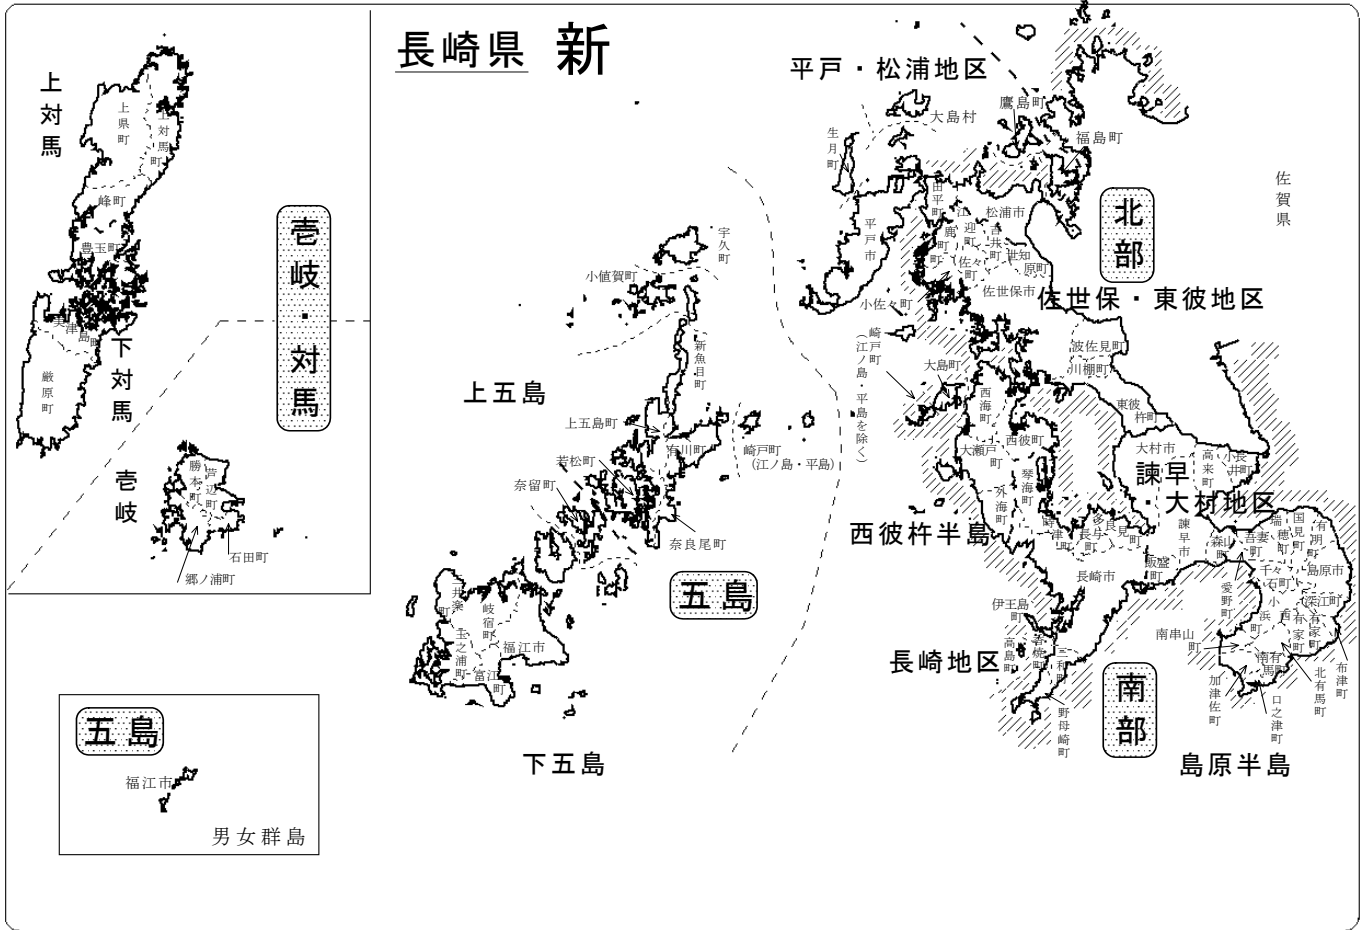 長崎県 新
上対馬
上県町
上対馬町
峰町
豊玉町
美津島町
厳原町
下対馬
壱岐・対馬
壱岐
勝本町
芦辺町
石田町
郷ノ浦町
五島
福江市
男女群島
宇久町
小値賀町
新魚目町
上五島
上五島町
有川町
若松町
奈留町
奈良尾町
崎戸町
(江ノ島・平島)
五島
岐宿町
玉之浦町
富江町
福江市
下五島
平戸・松浦地区
大島村
生月町
鷹島町
福島町
佐賀県
北部
平戸市
田平町
松浦市
江迎町
鹿町町
吉井町
世知原町
佐々町
小佐々町
佐世保市
佐世保・東彼地区
波佐見町
川棚町
東彼杵町
崎戸町
(江ノ島・平島を除く)
大島町
西海町
西彼町
大瀬戸町
琴海町
外海町
西彼杵半島
大村市
高来町
小長井町
諫早
・大村地区
諫早市
時津町
長与町
多良見町
飯盛町
森山町
長崎市
伊王島町
高島町
香焼町
三和町
野母崎町
長崎地区
南部
吾妻町
瑞穂町
国見町
有明町
愛野町
千々石町
島原市
小浜町
深江町
西有家町
有家町
布津町
北有馬町
南有馬町
口之津町
加津佐町
南串山町
島原半島